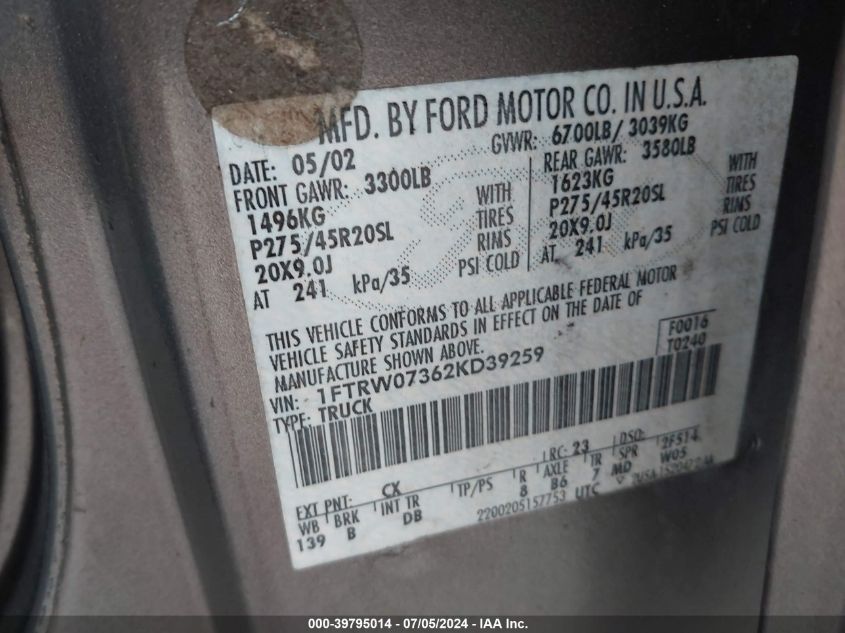 MFD. BY FORD MOTOR CO. IN U.S.A.
DATE: 05/02 GVWR: 6700LB/ 3039KG
FRONT GAWR: 3300LB REAR GAWR: 3580LB
1496KG WITH 1623KG WITH
P275/45R20SL TIRES P275/45R20SL TIRES
20X9.0J RIMS 20X9.0J RIMS
AT 241 kPa/35 PSI COLD AT 241 kPa/35 PSI COLD
THIS VEHICLE CONFORMS TO ALL APPLICABLE FEDERAL MOTOR
VEHICLE SAFETY STANDARDS IN EFFECT ON THE DATE OF
MANUFACTURE SHOWN ABOVE. F0016
VIN: 1FTRW07362KD39259 T0240
TYPE: TRUCK
EXT PNT: CX RC: 23 DSO: 2F514
WB BRK INT TR TP/PS R AXLE TR SPR W05
139 B DB 8 B6 7 MD
2200205157753 UTC
000-39795014 - 07/05/2024 - IAA Inc.